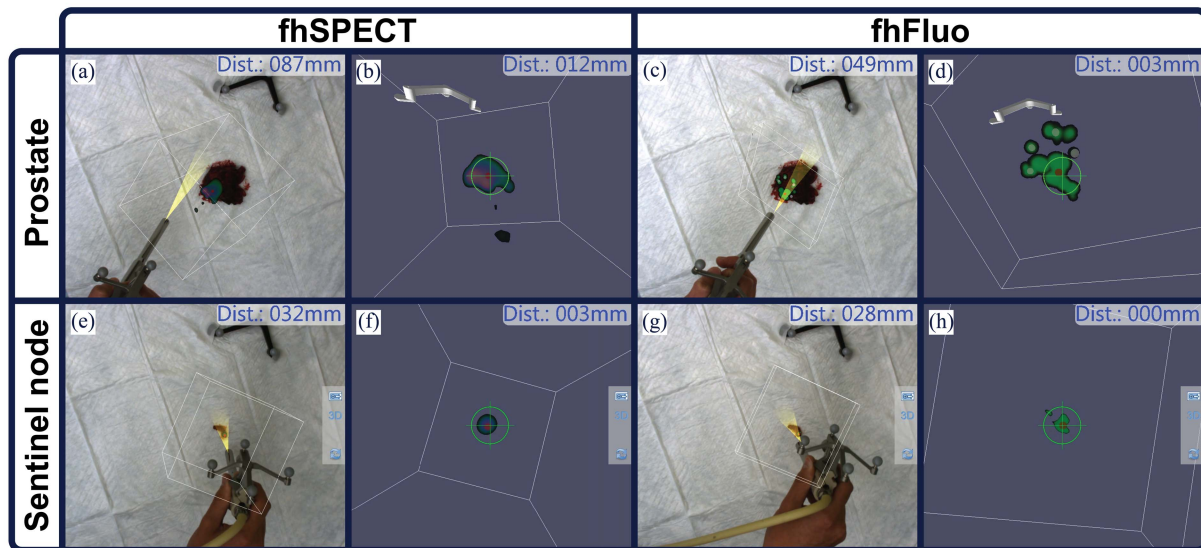 fhSPECT
fhFluo
Prostate
(a)
Dist.: 087mm
(b)
Dist.: 012mm
(c)
Dist.: 049mm
(d)
Dist.: 003mm
Sentinel node
(e)
Dist.: 032mm
(f)
Dist.: 003mm
(g)
Dist.: 028mm
(h)
Dist.: 000mm
3D
3D
3D
3D